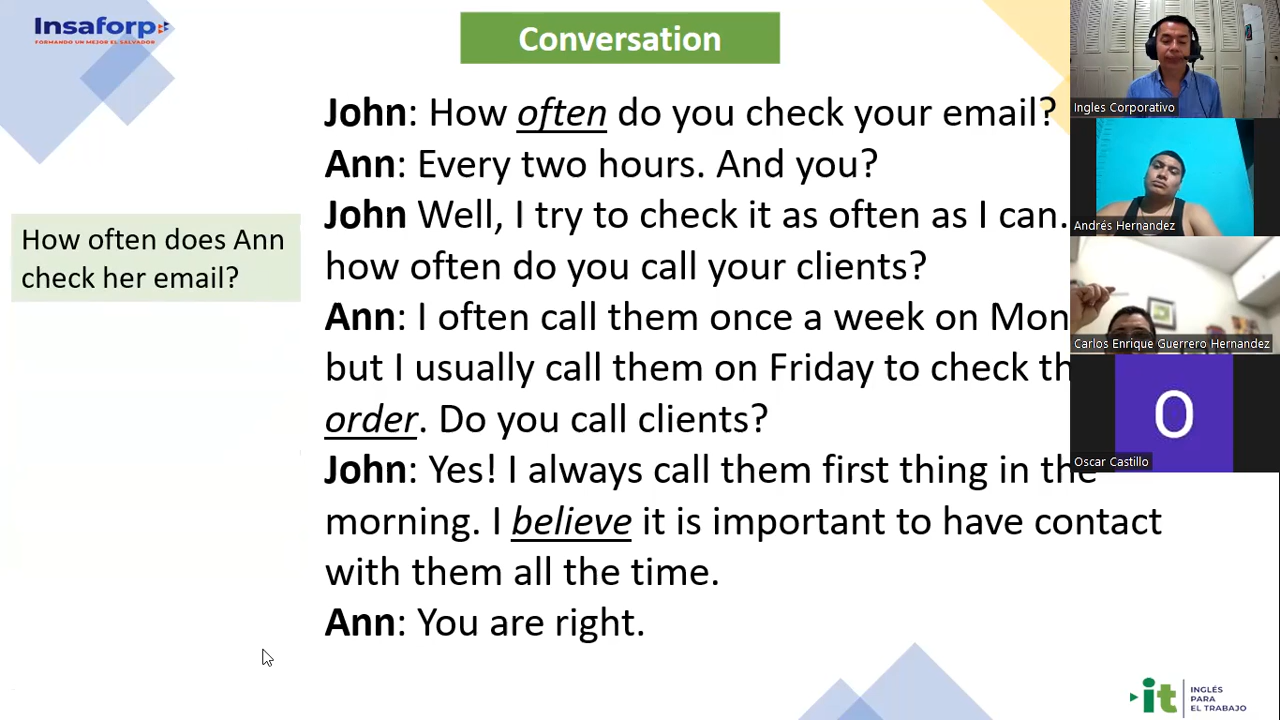 Insaforp
FORMANDO UN MEJOR EL SALVADOR
Conversation
John: How often do you check your email?
Ann: Every two hours. And you?
John Well, I try to check it as often as I can.
how often do you call your clients?
Ann: I often call them once a week on Mon
but I usually call them on Friday to check th
order. Do you call clients?
John: Yes! I always call them first thing in the
morning. I believe it is important to have contact
with them all the time.
Ann: You are right.
How often does Ann
check her email?
Ingles Corporativo
Andrés Hernandez
Carlos Enrique Guerrero Hernandez
O
Oscar Castillo
it
INGLÉS
PARA
EL TRABAJO